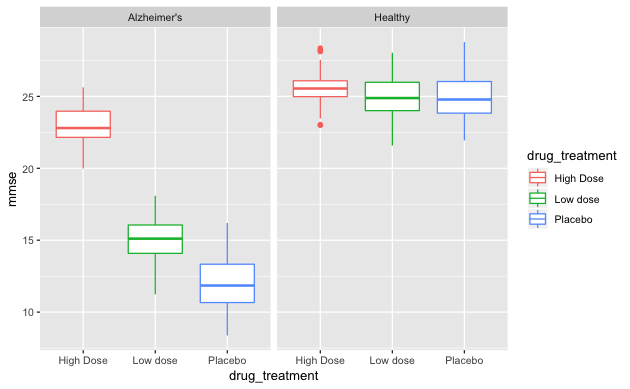 Alzheimer's
Healthy
mmse
25
20
15
10
High Dose
Low dose
Placebo
High Dose
Low dose
Placebo
drug_treatment
drug_treatment
High Dose
Low dose
Placebo